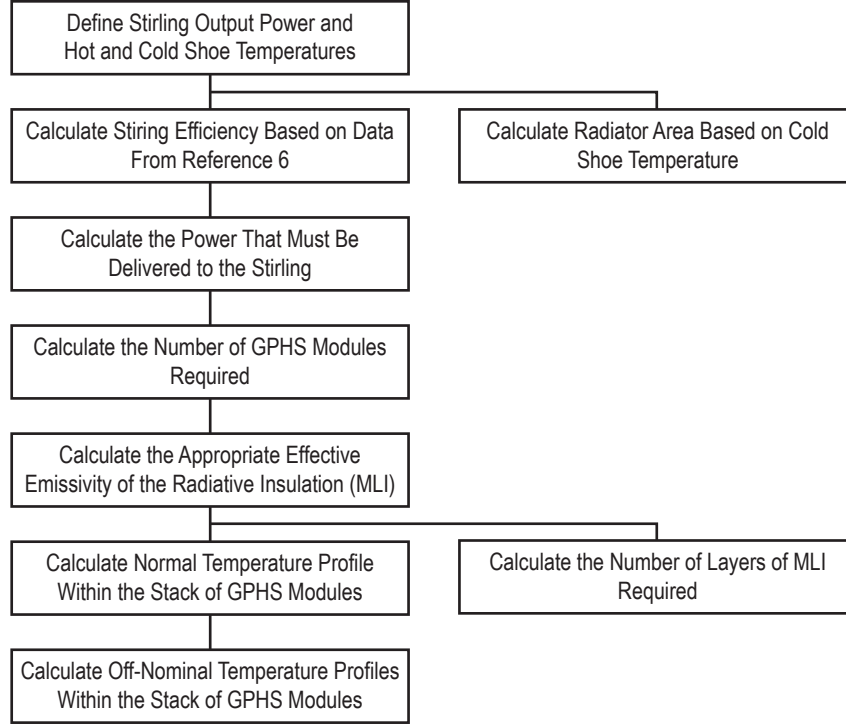 Define Stirling Output Power and
Hot and Cold Shoe Temperatures
Calculate Stiring Efficiency Based on Data
From Reference 6
Calculate Radiator Area Based on Cold
Shoe Temperature
Calculate the Power That Must Be
Delivered to the Stirling
Calculate the Number of GPHS Modules
Required
Calculate the Appropriate Effective
Emissivity of the Radiative Insulation (MLI)
Calculate Normal Temperature Profile
Within the Stack of GPHS Modules
Calculate the Number of Layers of MLI
Required
Calculate Off-Nominal Temperature Profiles
Within the Stack of GPHS Modules